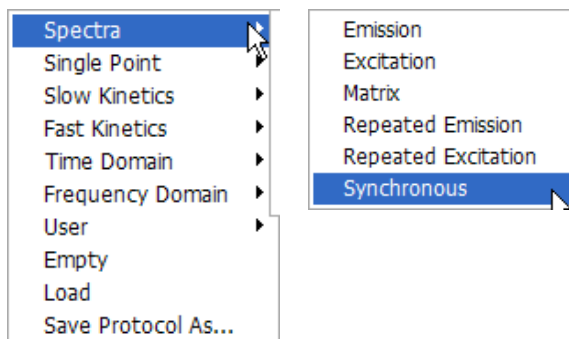 Spectra
Single Point
Slow Kinetics
Fast Kinetics
Time Domain
Frequency Domain
User
Empty
Load
Save Protocol As...
Emission
Excitation
Matrix
Repeated Emission
Repeated Excitation
Synchronous